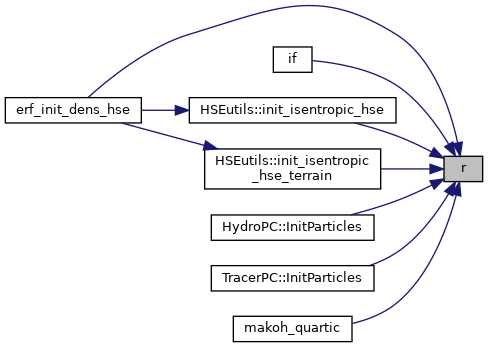 if
erf_init_dens_hse
HSEutils::init_isentropic_hse
HSEutils::init_isentropic
_hse_terrain
r
HydroPC::InitParticles
TracerPC::InitParticles
makoh_quartic